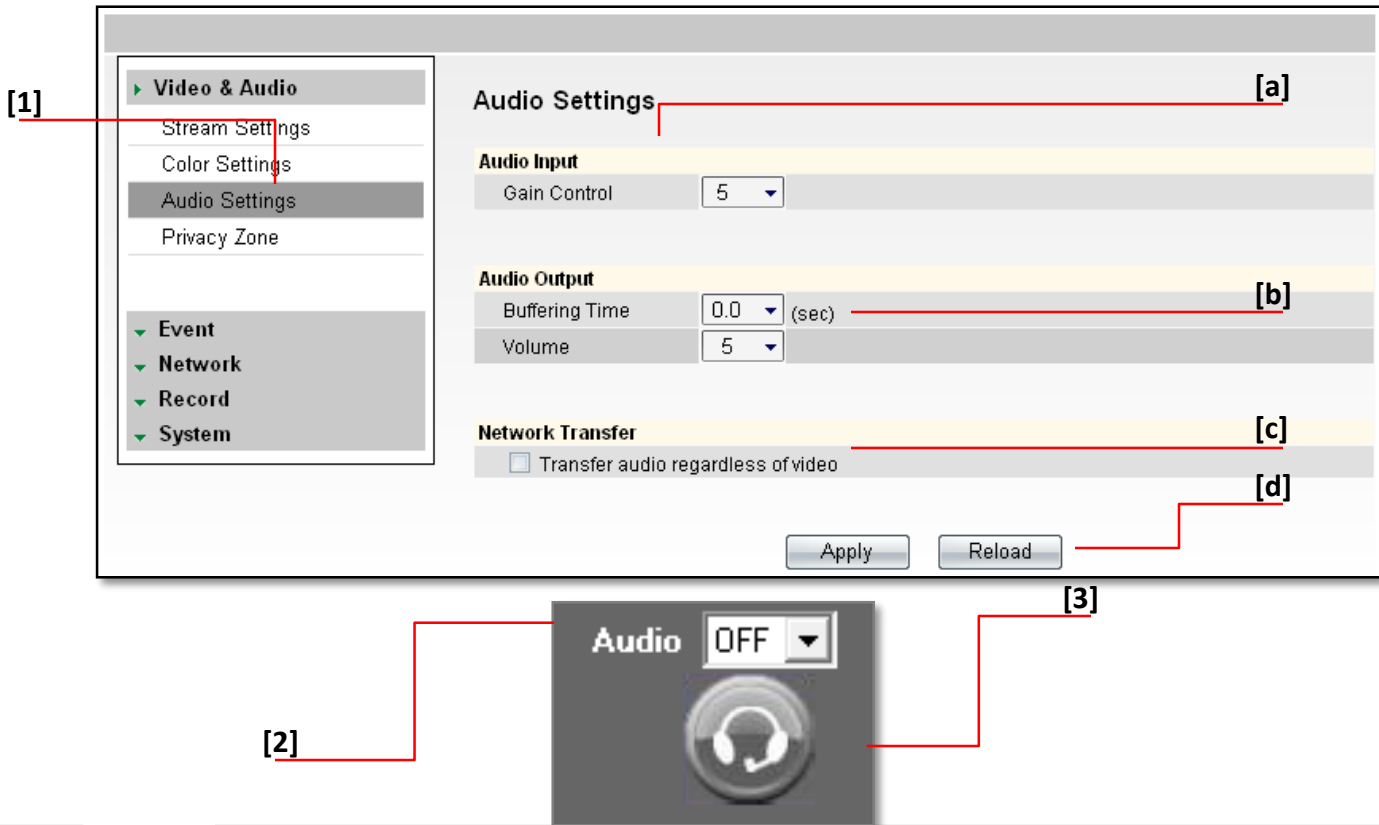 [1]
Video & Audio
Stream Settings
Color Settings
Audio Settings
Privacy Zone
Event
Network
Record
System
Audio Settings
[a]
Audio Input
Gain Control 5
Audio Output
Buffering Time 0.0 (sec)
[b]
Volume 5
Network Transfer
[c]
Transfer audio regardless of video
[d]
Apply Reload
[2]
Audio OFF
[3]